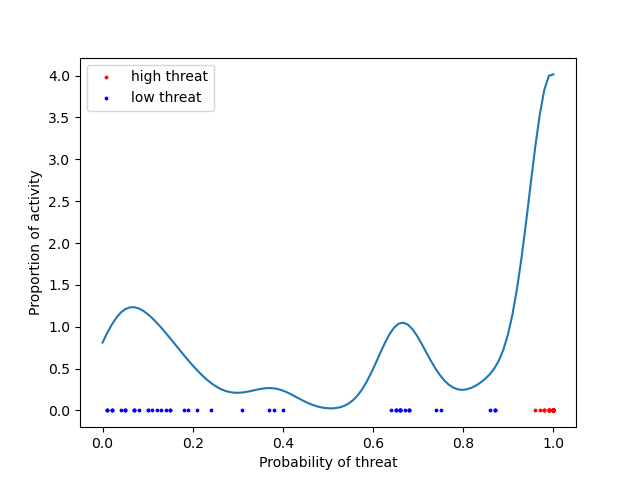 high threat
low threat
4.0
3.5
3.0
2.5
2.0
1.5
1.0
0.5
0.0
Proportion of activity
0.0 0.2 0.4 0.6 0.8 1.0
Probability of threat